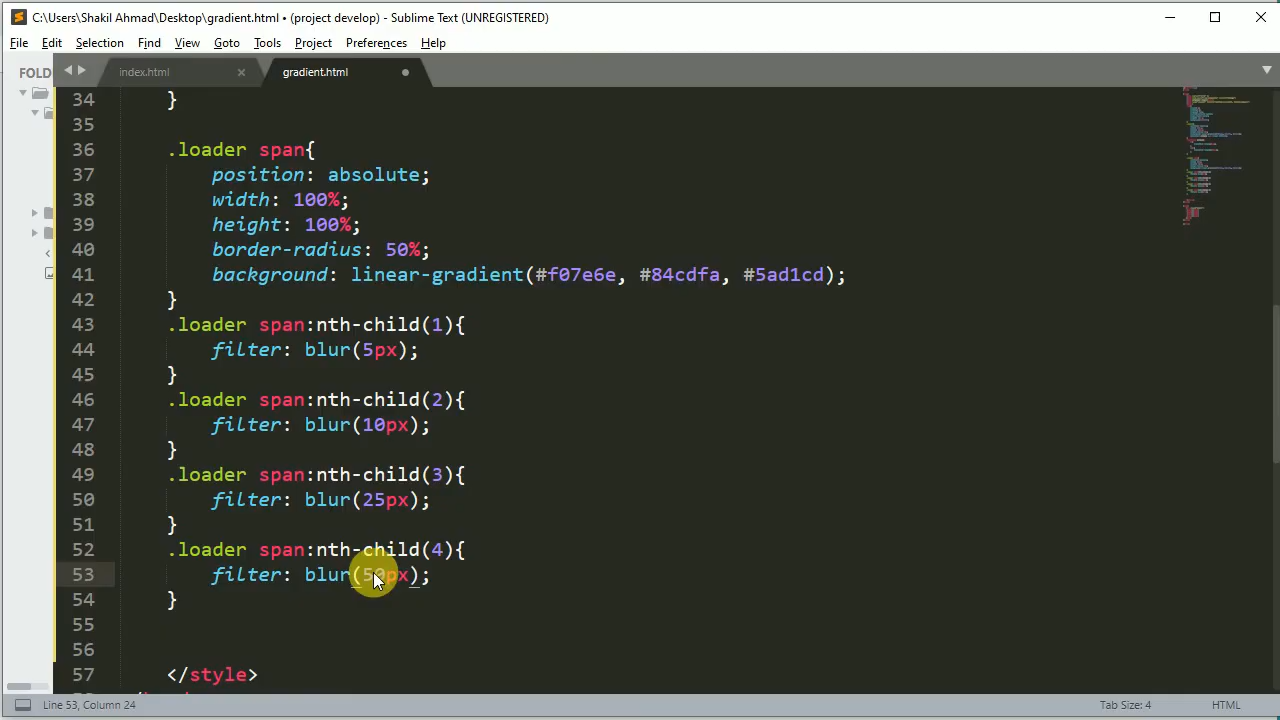 C:\Users\Shakil Ahmad\Desktop\gradient.html • (project develop) - Sublime Text (UNREGISTERED)
File Edit Selection Find View Goto Tools Project Preferences Help
FOLD
index.html × gradient.html
34 }
35
36 .loader span{
37 position: absolute;
38 width: 100%;
39 height: 100%;
40 border-radius: 50%;
41 background: linear-gradient(#f07e6e, #84cdfa, #5ad1cd);
42 }
43 .loader span:nth-child(1){
44 filter: blur(5px);
45 }
46 .loader span:nth-child(2){
47 filter: blur(10px);
48 }
49 .loader span:nth-child(3){
50 filter: blur(25px);
51 }
52 .loader span:nth-child(4){
53 filter: blur(50px);
54 }
55
56
57 </style>
Line 53, Column 24
Tab Size: 4 HTML